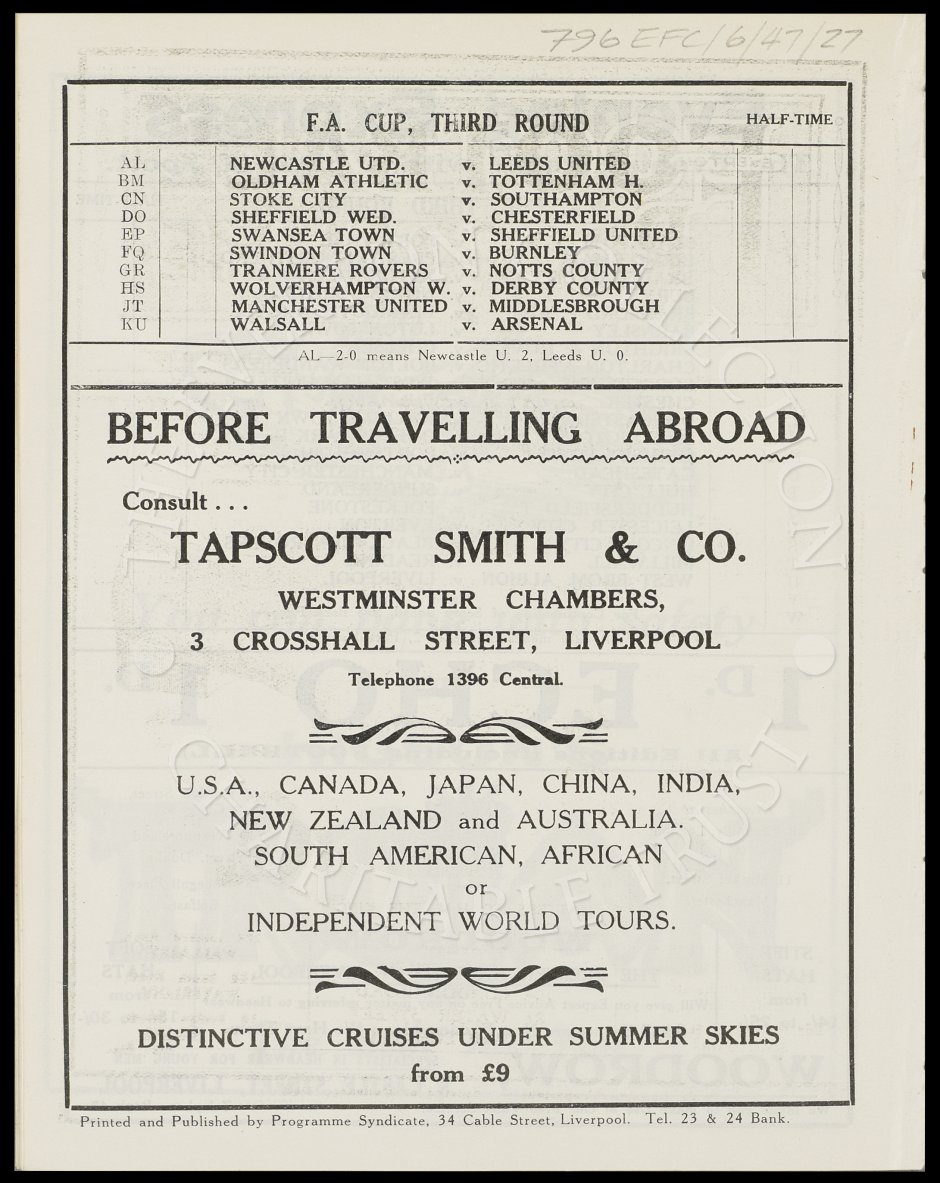 796 EFC/6/47/27
F.A. CUP, THIRD ROUND HALF-TIME
AL NEWCASTLE UTD. v. LEEDS UNITED
BM OLDHAM ATHLETIC v. TOTTENHAM H.
CN STOKE CITY v. SOUTHAMPTON
DO SHEFFIELD WED. v. CHESTERFIELD
EP SWANSEA TOWN v. SHEFFIELD UNITED
FQ SWINDON TOWN v. BURNLEY
GR TRANMERE ROVERS v. NOTTS COUNTY
HS WOLVERHAMPTON W. v. DERBY COUNTY
JT MANCHESTER UNITED v. MIDDLESBROUGH
KU WALSALL v. ARSENAL
AL—2-0 means Newcastle U. 2, Leeds U. 0.
BEFORE TRAVELLING ABROAD
Consult . . .
TAPSCOTT SMITH & CO.
WESTMINSTER CHAMBERS,
3 CROSSHALL STREET, LIVERPOOL
Telephone 1396 Central.
U.S.A., CANADA, JAPAN, CHINA, INDIA,
NEW ZEALAND and AUSTRALIA.
SOUTH AMERICAN, AFRICAN
or
INDEPENDENT WORLD TOURS.
DISTINCTIVE CRUISES UNDER SUMMER SKIES
from £9
Printed and Published by Programme Syndicate, 34 Cable Street, Liverpool. Tel. 23 & 24 Bank.
THE EVERTON COLLECTION
CHARITABLE TRUST